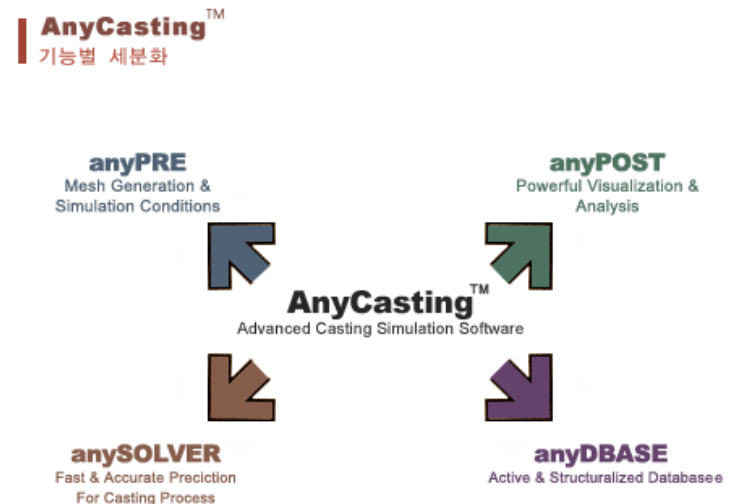 AnyCasting™
기능별 세분화
anyPRE
Mesh Generation &
Simulation Conditions
anyPOST
Powerful Visualization &
Analysis
AnyCasting™
Advanced Casting Simulation Software
anySOLVER
Fast & Accurate Preciction
For Casting Process
anyDBASE
Active & Structuralized Databasee